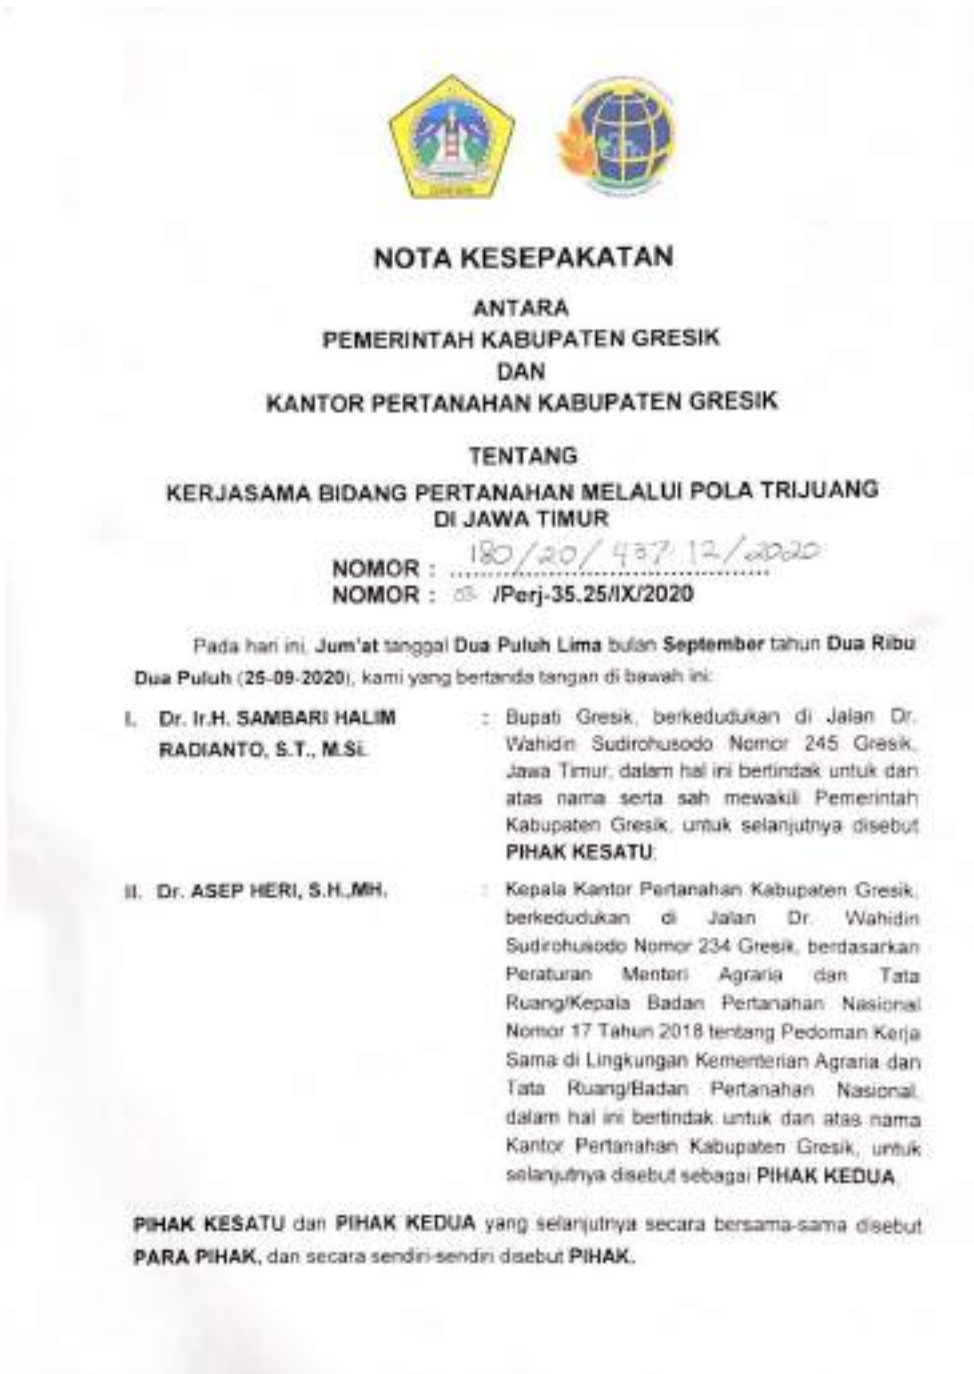 GRESIK
NOTA KESEPAKATAN
ANTARA
PEMERINTAH KABUPATEN GRESIK
DAN
KANTOR PERTANAHAN KABUPATEN GRESIK
TENTANG
KERJASAMA BIDANG PERTANAHAN MELALUI POLA TRIJUANG
DI JAWA TIMUR
NOMOR : 180/20/437.12/2020
NOMOR : 03 /Perj-35.25/IX/2020
Pada hari ini, Jum'at tanggal Dua Puluh Lima bulan September tahun Dua Ribu
Dua Puluh (25-09-2020), kami yang bertanda tangan di bawah ini:
I. Dr. Ir.H. SAMBARI HALIM
RADIANTO, S.T., M.Si.
: Bupati Gresik, berkedudukan di Jalan Dr.
Wahidin Sudirohusodo Nomor 245 Gresik,
Jawa Timur, dalam hal ini bertindak untuk dan
atas nama serta sah mewakili Pemerintah
Kabupaten Gresik, untuk selanjutnya disebut
PIHAK KESATU;
II. Dr. ASEP HERI, S.H.,MH.
: Kepala Kantor Pertanahan Kabupaten Gresik,
berkedudukan di Jalan Dr. Wahidin
Sudirohusodo Nomor 234 Gresik, berdasarkan
Peraturan Menteri Agraria dan Tata
Ruang/Kepala Badan Pertanahan Nasional
Nomor 17 Tahun 2018 tentang Pedoman Kerja
Sama di Lingkungan Kementerian Agraria dan
Tata Ruang/Badan Pertanahan Nasional,
dalam hal ini bertindak untuk dan atas nama
Kantor Pertanahan Kabupaten Gresik, untuk
selanjutnya disebut sebagai PIHAK KEDUA;
PIHAK KESATU dan PIHAK KEDUA yang selanjutnya secara bersama-sama disebut
PARA PIHAK, dan secara sendiri-sendiri disebut PIHAK.